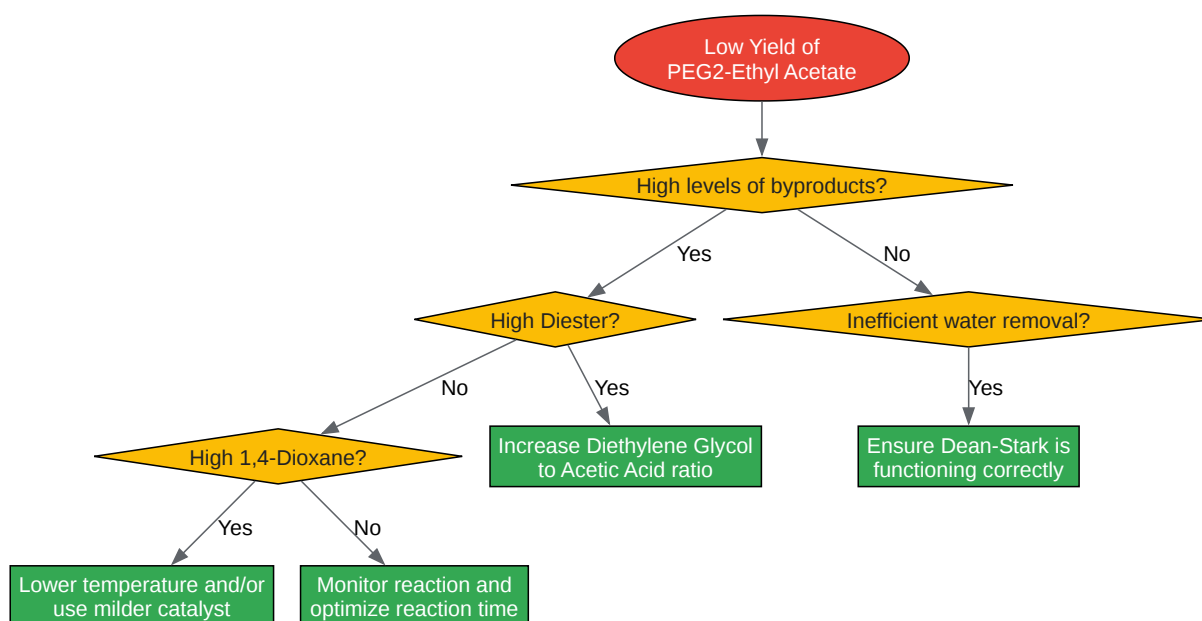 Low Yield of
PEG2-Ethyl Acetate
High levels of byproducts?
Yes
No
High Diester?
Inefficient water removal?
No
Yes
Yes
High 1,4-Dioxane?
Increase Diethylene Glycol
to Acetic Acid ratio
Ensure Dean-Stark is
functioning correctly
Yes
No
Lower temperature and/or
use milder catalyst
Monitor reaction and
optimize reaction time